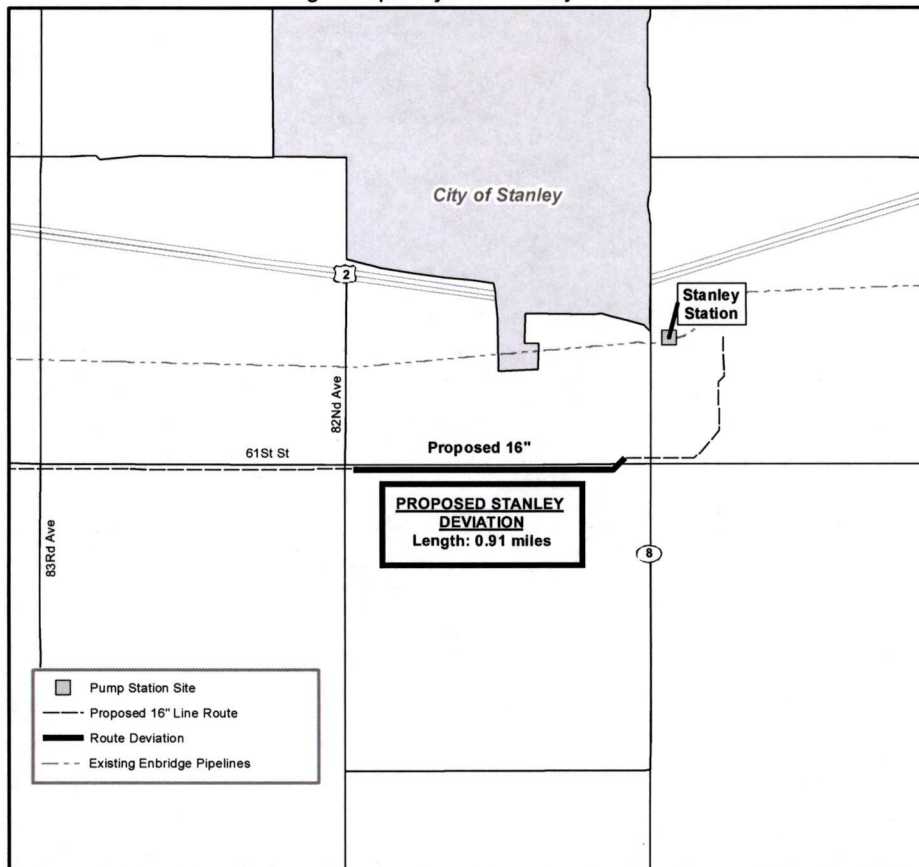 City of Stanley
2
Stanley
Station
82Nd Ave
61St St
Proposed 16"
PROPOSED STANLEY
DEVIATION
Length: 0.91 miles
83Rd Ave
8
Pump Station Site
Proposed 16" Line Route
Route Deviation
Existing Enbridge Pipelines